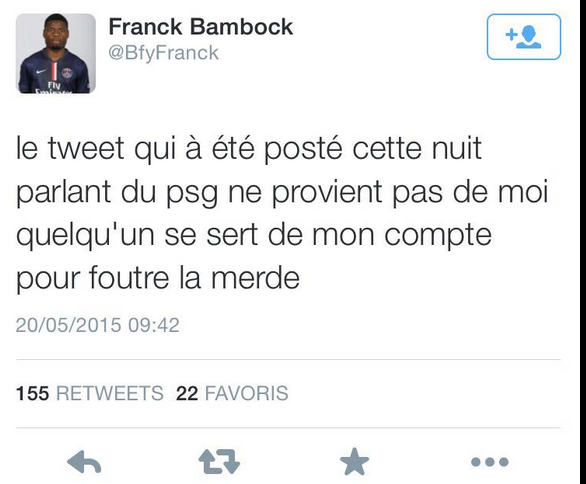 Franck Bambock
@BfyFranck
Fly
Emirates
le tweet qui à été posté cette nuit
parlant du psg ne provient pas de moi
quelqu'un se sert de mon compte
pour foutre la merde
20/05/2015 09:42
155 RETWEETS 22 FAVORIS